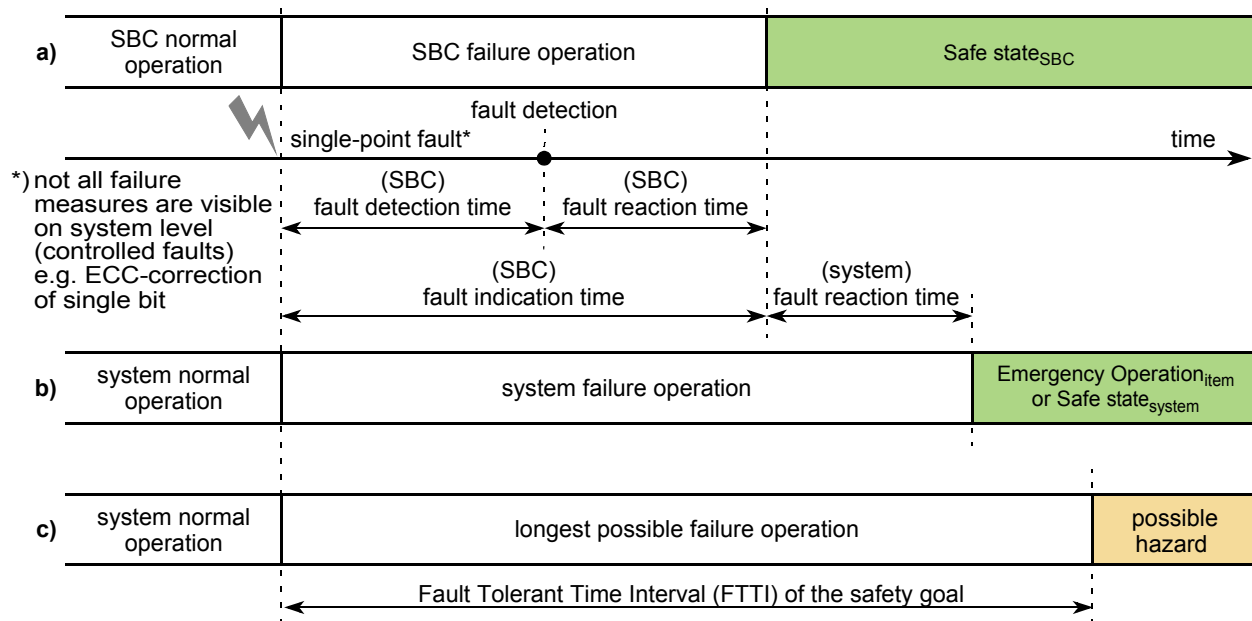 a)
SBC normal
operation
SBC failure operation
Safe stateSBC
fault detection
single-point fault*
time
*) not all failure
measures are visible
on system level
(controlled faults)
e.g. ECC-correction
of single bit
(SBC)
fault detection time
(SBC)
fault reaction time
(SBC)
fault indication time
(system)
fault reaction time
b)
system normal
operation
system failure operation
Emergency Operationitem
or Safe statesystem
c)
system normal
operation
longest possible failure operation
possible
hazard
Fault Tolerant Time Interval (FTTI) of the safety goal